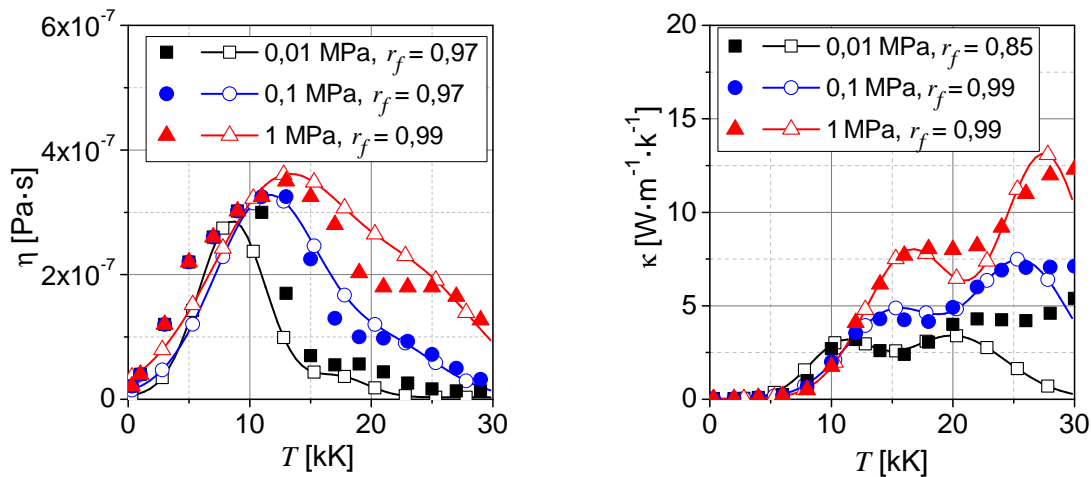 6x10⁻⁷
4x10⁻⁷
2x10⁻⁷
0
η [Pa·s]
0,01 MPa, r_f = 0,97
0,1 MPa, r_f = 0,97
1 MPa, r_f = 0,99
0 10 20 30
T [kK]
20
15
10
5
0
κ [W·m⁻¹·k⁻¹]
0,01 MPa, r_f = 0,85
0,1 MPa, r_f = 0,99
1 MPa, r_f = 0,99
0 10 20 30
T [kK]